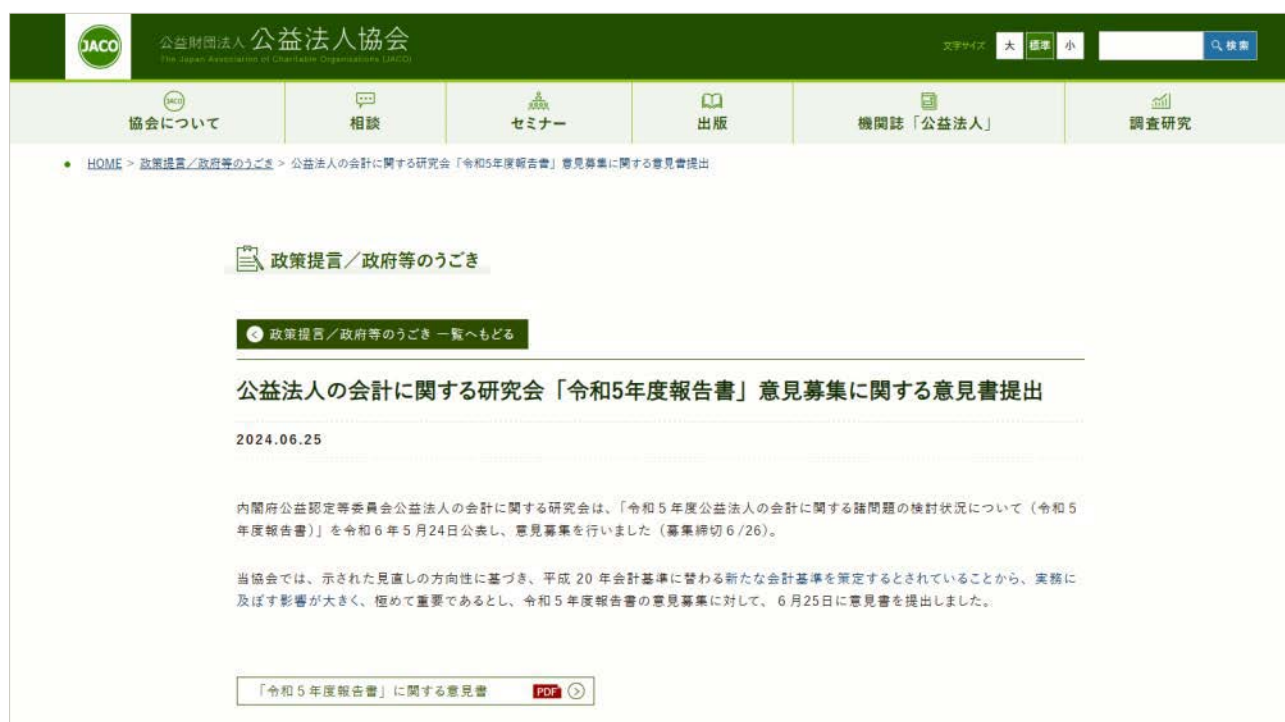 JACO
公益財団法人 公益法人協会
The Japan Association of Charitable Organizations (JACO)
文字サイズ 大 標準 小 検索
JACO
協会について 相談 セミナー 出版 機関誌「公益法人」 調査研究
HOME > 政策提言／政府等のうごき > 公益法人の会計に関する研究会「令和5年度報告書」意見募集に関する意見書提出
政策提言／政府等のうごき
政策提言／政府等のうごき 一覧へもどる
公益法人の会計に関する研究会「令和5年度報告書」意見募集に関する意見書提出
2024.06.25
内閣府公益認定等委員会公益法人の会計に関する研究会は、「令和５年度公益法人の会計に関する諸問題の検討状況について（令和５
年度報告書）」を令和６年５月24日公表し、意見募集を行いました（募集締切６/26）。
当協会では、示された見直しの方向性に基づき、平成 20 年会計基準に替わる新たな会計基準を策定するとされていることから、実務に
及ぼす影響が大きく、極めて重要であるとし、令和５年度報告書の意見募集に対して、６月25日に意見書を提出しました。
「令和５年度報告書」に関する意見書 PDF